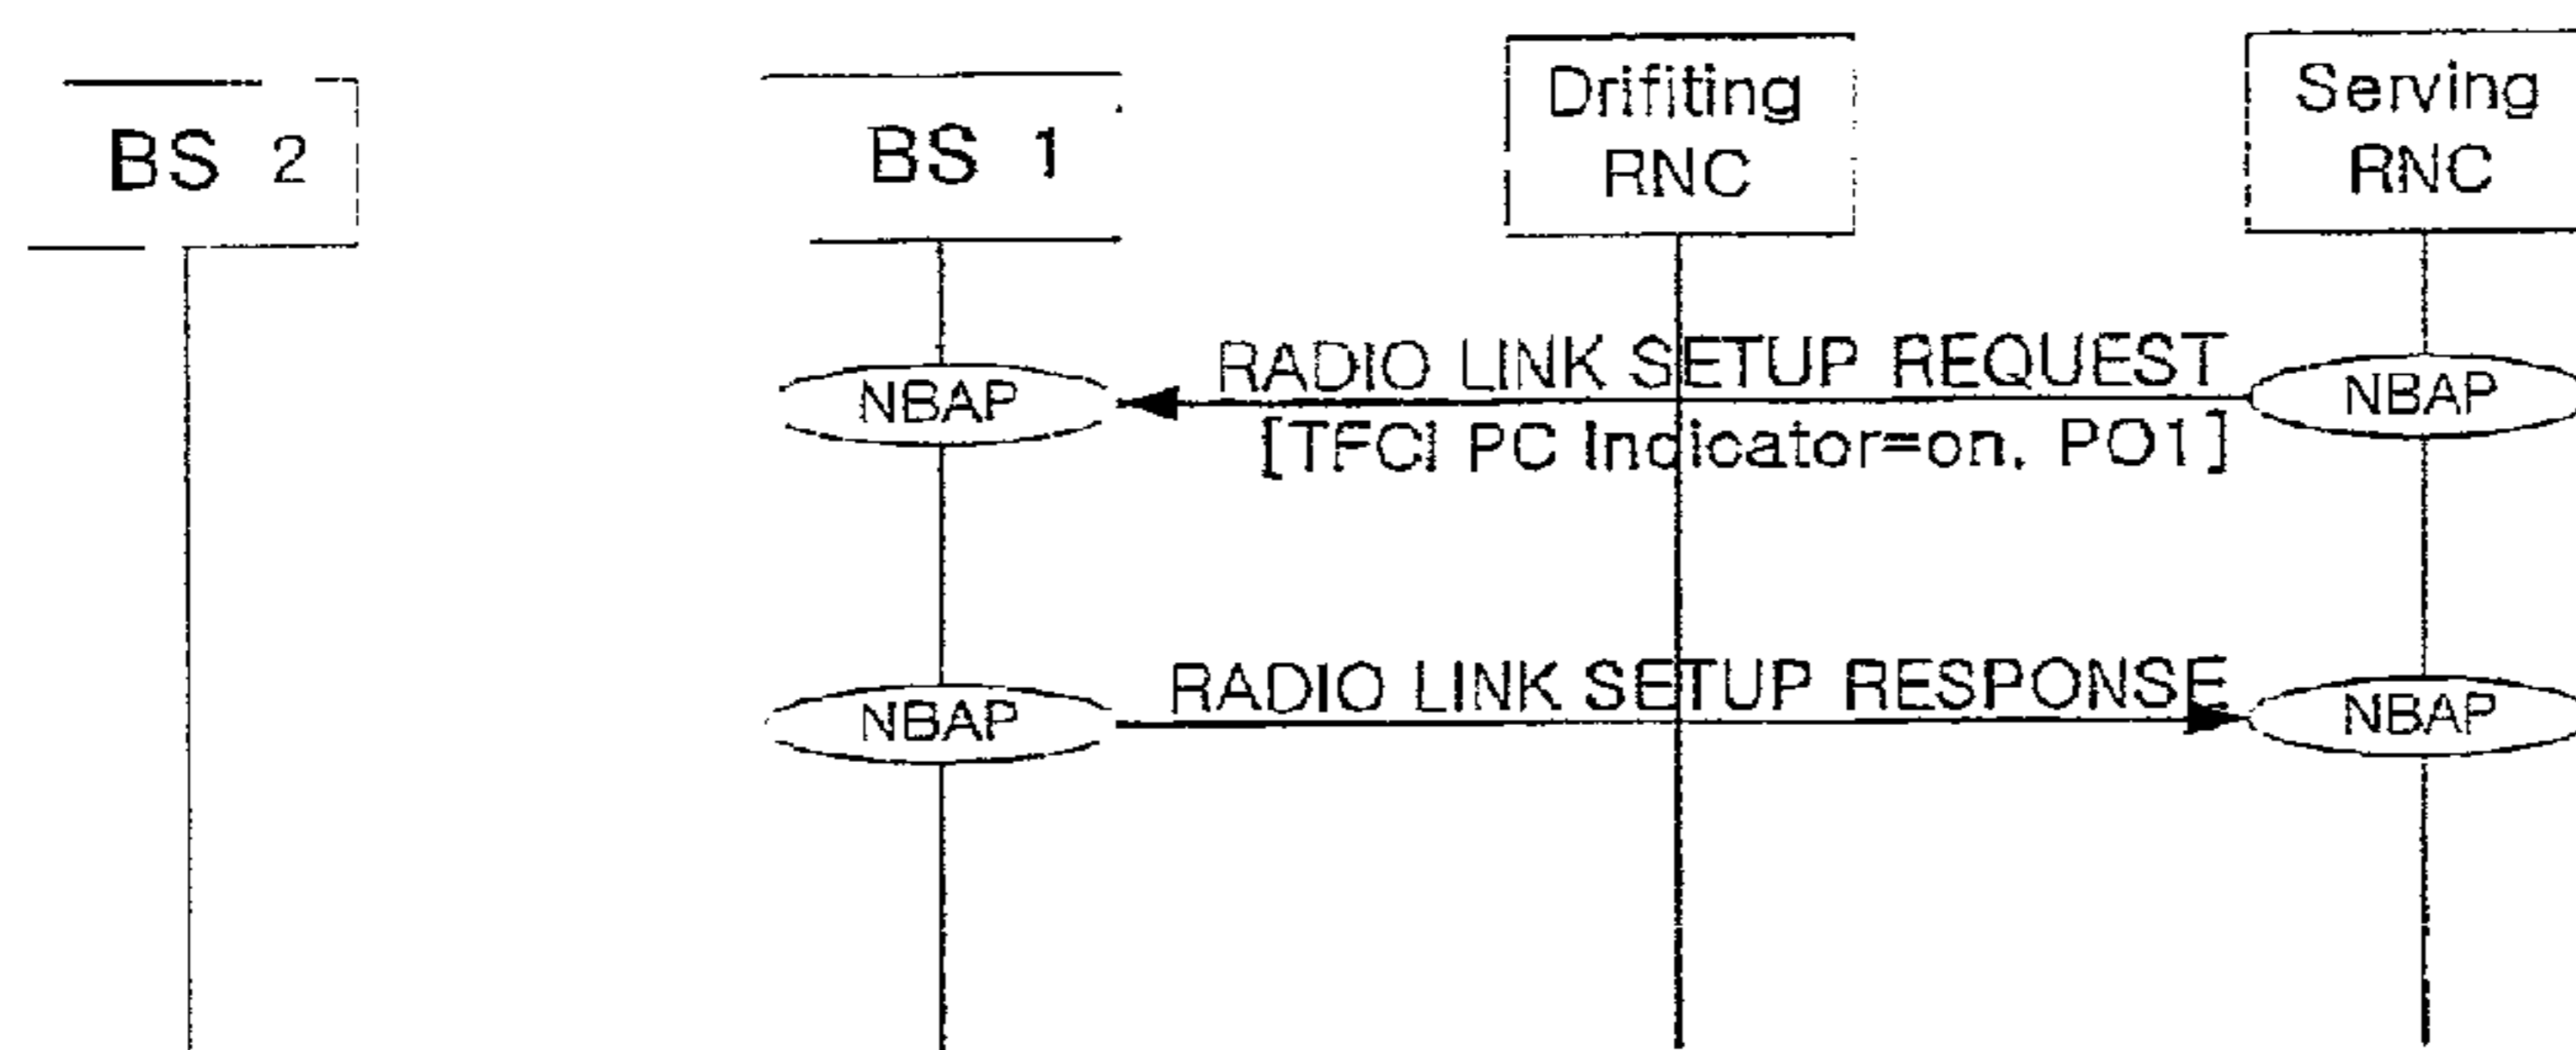 BS 2
BS 1
Drifiting
RNC
Serving
RNC
RADIO LINK SETUP REQUEST
NBAP
NBAP
[TFCI PC Indicator=on, PO1]
RADIO LINK SETUP RESPONSE
NBAP
NBAP